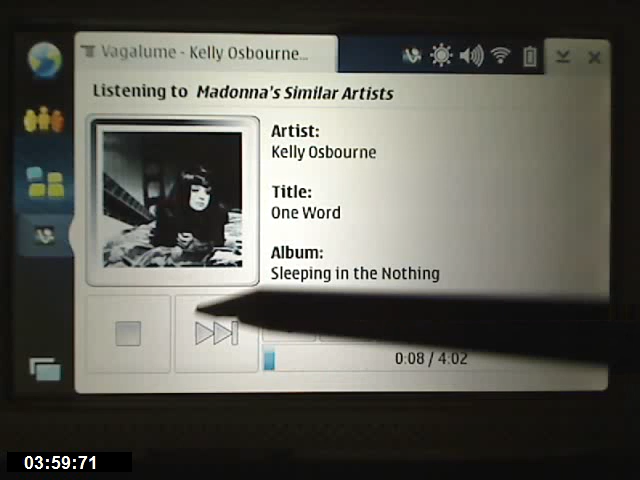 Vagalume - Kelly Osbourne...
Listening to Madonna's Similar Artists
Artist:
Kelly Osbourne
Title:
One Word
Album:
Sleeping in the Nothing
0:08 / 4:02
03:59:71